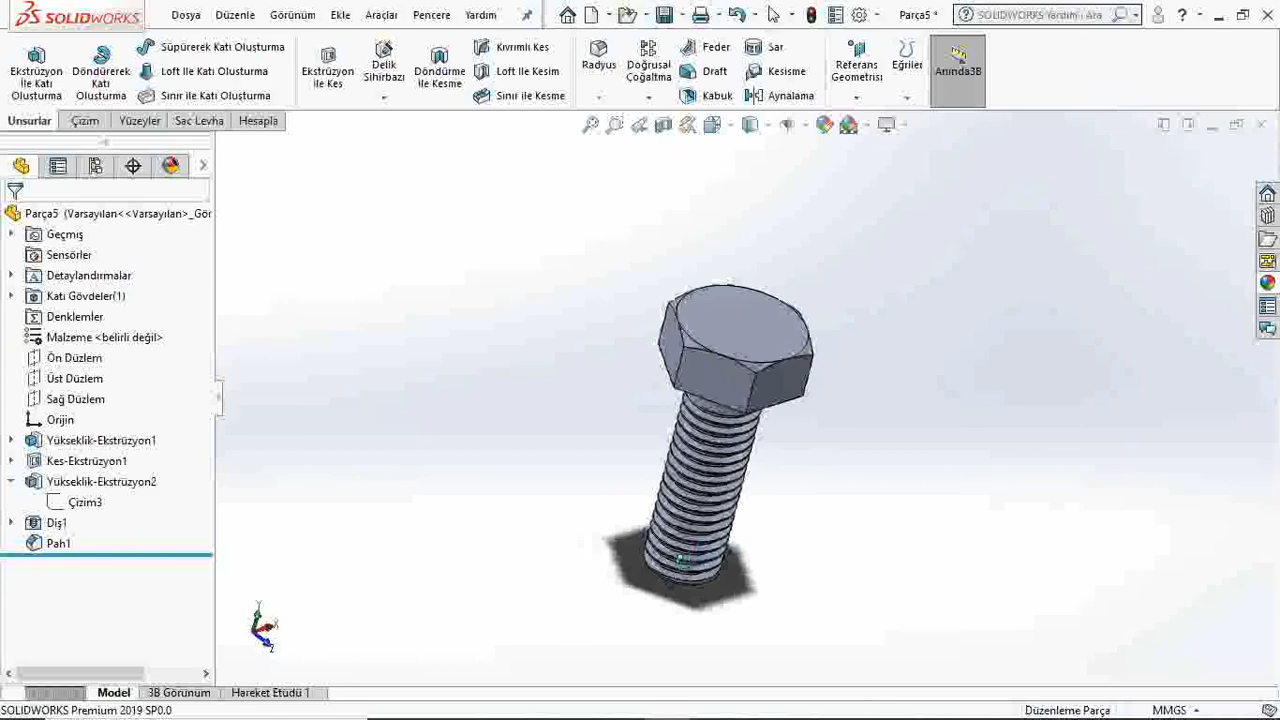 SOLIDWORKS
Dosya Düzenle Görünüm Ekle Araçlar Pencere Yardım
Parça5 *
SOLIDWORKS Yardım - Ara
Ekstrüzyon ile Katı Oluşturma
Döndürerek Katı Oluşturma
Süpürerek Katı Oluşturma
Loft ile Katı Oluşturma
Sınır ile Katı Oluşturma
Ekstrüzyon ile Kes
Delik Sihirbazı
Döndürme ile Kesme
Kıvrımlı Kes
Loft ile Kesim
Sınır ile Kesme
Radyus
Doğrusal Çoğaltma
Feder
Draft
Kabuk
Sar
Kesisme
Aynalama
Referans Geometrisi
Eğriler
Anında3B
Unsurlar Çizim Yüzeyler Sac Levha Hesapla
Parça5 (Varsayılan<<Varsayılan>_Gör
Geçmiş
Sensörler
Detaylandırmalar
Katı Gövdeler(1)
Denklemler
Malzeme <belirli değil>
Ön Düzlem
Üst Düzlem
Sağ Düzlem
Orijin
Yükseklik-Ekstrüzyon1
Kes-Ekstrüzyon1
Yükseklik-Ekstrüzyon2
Çizim3
Diş1
Pah1
Y
X
Z
Model 3B Görünüm Hareket Etüdü 1
SOLIDWORKS Premium 2019 SP0.0
Düzenleme Parça
MMGS